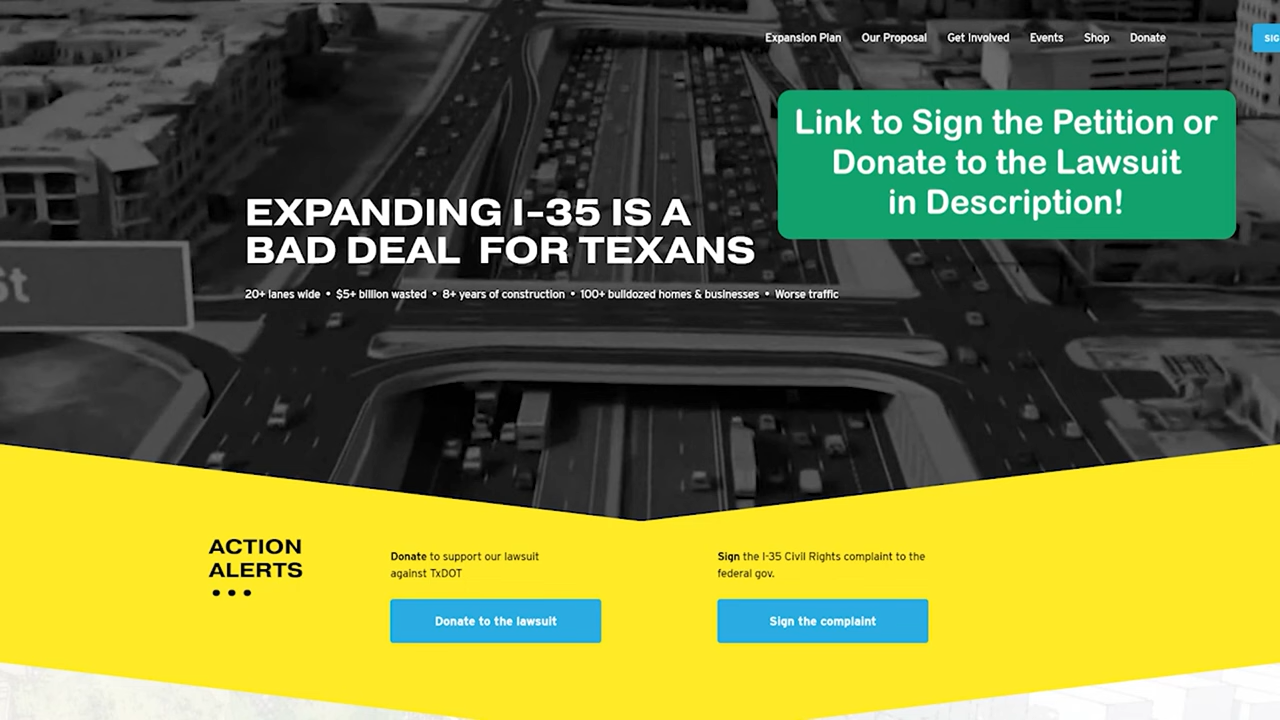 Expansion Plan Our Proposal Get Involved Events Shop Donate
SIG
Link to Sign the Petition or
Donate to the Lawsuit
in Description!
EXPANDING I-35 IS A
BAD DEAL FOR TEXANS
20+ lanes wide • $5+ billion wasted • 8+ years of construction • 100+ bulldozed homes & businesses • Worse traffic
St
ACTION
ALERTS
Donate to support our lawsuit
against TxDOT
Donate to the lawsuit
Sign the I-35 Civil Rights complaint to the
federal gov.
Sign the complaint